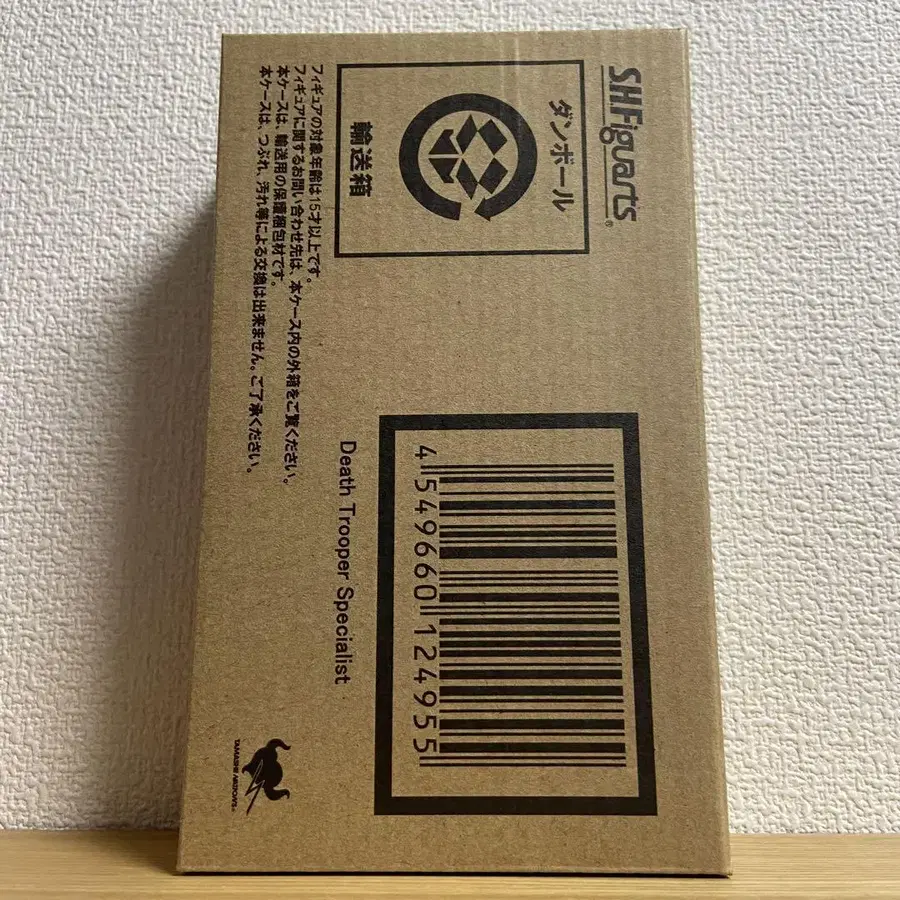 S.H.Figuarts®
ダンボール
輸送箱
フィギュアの対象年齢は15才以上です。
フィギュアに関するお問い合わせ先は、本ケース内の外箱をご覧ください。
本ケースは、輸送用の保護梱包材です。
本ケースは、つぶれ、汚れ等による交換は出来ません。ご了承ください。
4 549660 124955
Death Trooper Specialist
TAMASHII NATIONS®